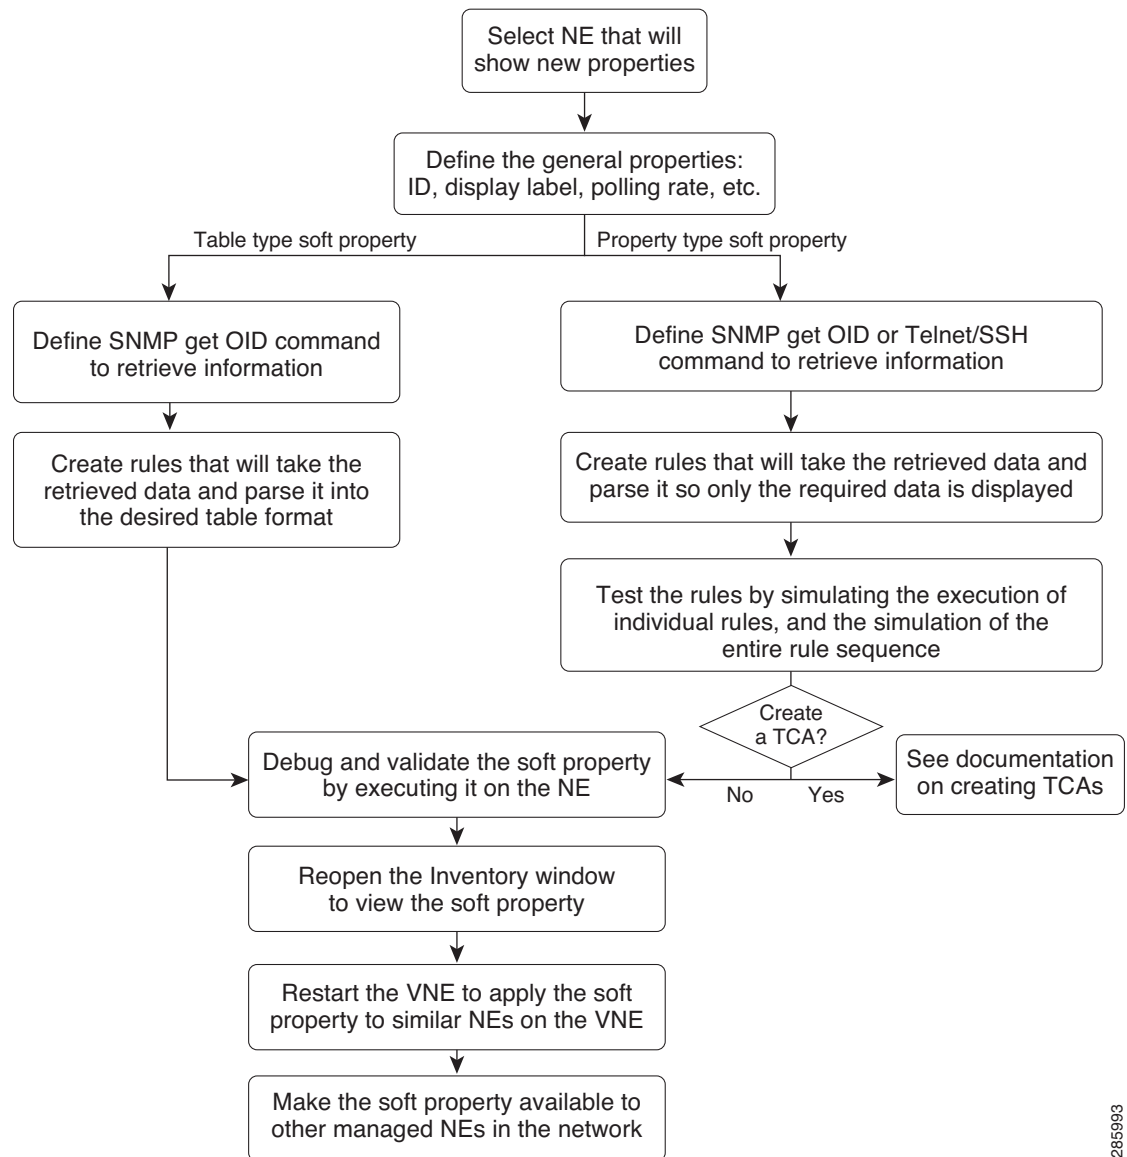 Select NE that will
show new properties
Define the general properties:
ID, display label, polling rate, etc.
Table type soft property
Property type soft property
Define SNMP get OID command
to retrieve information
Define SNMP get OID or Telnet/SSH
command to retrieve information
Create rules that will take the
retrieved data and parse it into
the desired table format
Create rules that will take the retrieved data and
parse it so only the required data is displayed
Test the rules by simulating the execution of
individual rules, and the simulation of the
entire rule sequence
Create
a TCA?
No
Yes
See documentation
on creating TCAs
Debug and validate the soft property
by executing it on the NE
Reopen the Inventory window
to view the soft property
Restart the VNE to apply the soft
property to similar NEs on the VNE
Make the soft property available to
other managed NEs in the network
285993